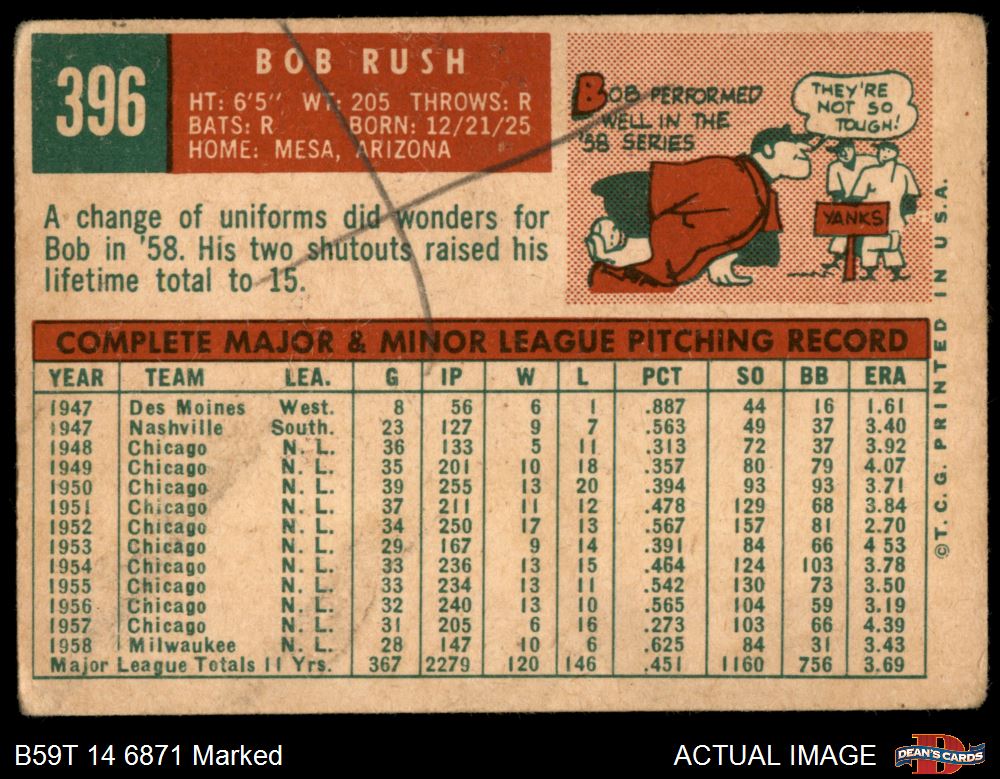 396
BOB RUSH
HT: 6'5" WT: 205 THROWS: R
BATS: R BORN: 12/21/25
HOME: MESA, ARIZONA
BOB PERFORMED
WELL IN THE
'58 SERIES
THEY'RE
NOT SO
TOUGH!
YANKS
A change of uniforms did wonders for
Bob in '58. His two shutouts raised his
lifetime total to 15.
COMPLETE MAJOR & MINOR LEAGUE PITCHING RECORD
YEAR TEAM LEA. G IP W L PCT SO BB ERA
1947 Des Moines West. 8 56 6 1 .887 44 16 1.61
1947 Nashville South. 23 127 9 7 .563 49 37 3.40
1948 Chicago N. L. 36 133 5 11 .313 72 37 3.92
1949 Chicago N. L. 35 201 10 18 .357 80 79 4.07
1950 Chicago N. L. 39 255 13 20 .394 93 93 3.71
1951 Chicago N. L. 37 211 11 12 .478 129 68 3.84
1952 Chicago N. L. 34 250 17 13 .567 157 81 2.70
1953 Chicago N. L. 29 167 9 14 .391 84 66 4 53
1954 Chicago N. L. 33 236 13 15 .464 124 103 3.78
1955 Chicago N. L. 33 234 13 11 .542 130 73 3.50
1956 Chicago N. L. 32 240 13 10 .565 104 59 3.19
1957 Chicago N. L. 31 205 6 16 .273 103 66 4.39
1958 Milwaukee N. L. 28 147 10 6 .625 84 31 3.43
Major League Totals 11 Yrs. 367 2279 120 146 .451 1160 756 3.69
©T. C. G. PRINTED IN U.S.A.
B59T 14 6871 Marked
ACTUAL IMAGE
DEAN'S CARDS